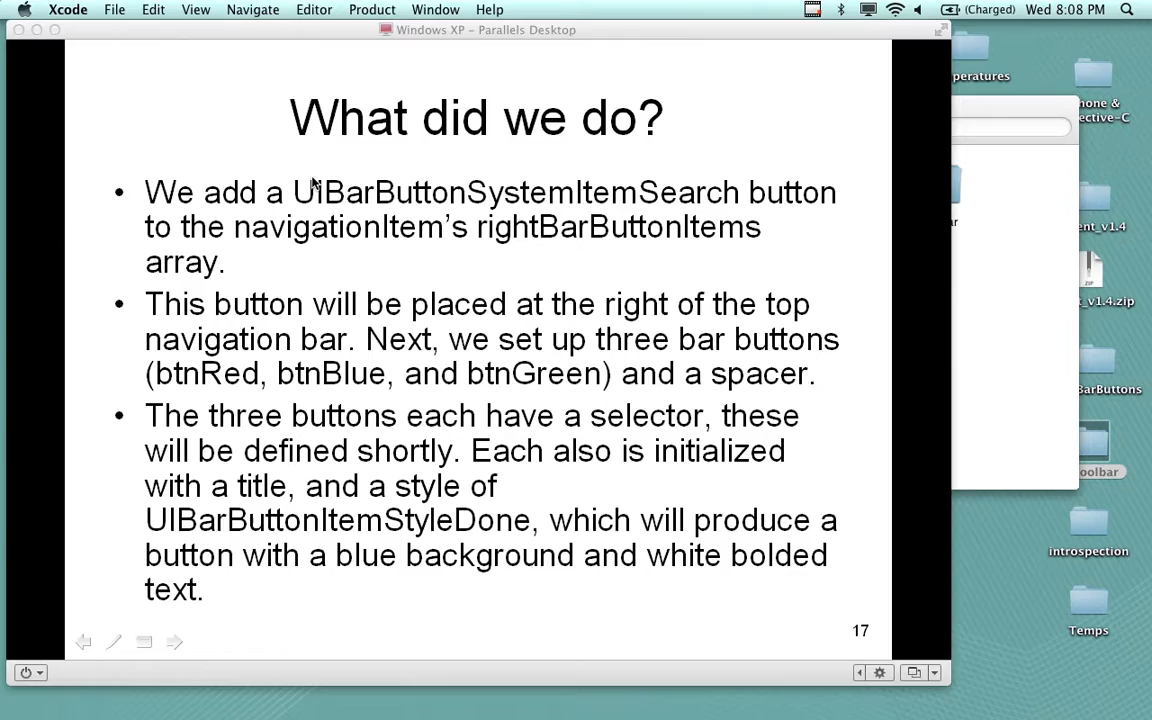 Xcode File Edit View Navigate Editor Product Window Help (Charged) Wed 8:08 PM
Windows XP - Parallels Desktop
What did we do?
• We add a UIBarButtonSystemItemSearch button
to the navigationItem's rightBarButtonItems
array.
• This button will be placed at the right of the top
navigation bar. Next, we set up three bar buttons
(btnRed, btnBlue, and btnGreen) and a spacer.
• The three buttons each have a selector, these
will be defined shortly. Each also is initialized
with a title, and a style of
UIBarButtonItemStyleDone, which will produce a
button with a blue background and white bolded
text.
17
peratures
hone &
ective-C
ar
ent_v1.4
ZIP
t_v1.4.zip
BarButtons
oolbar
introspection
Temps